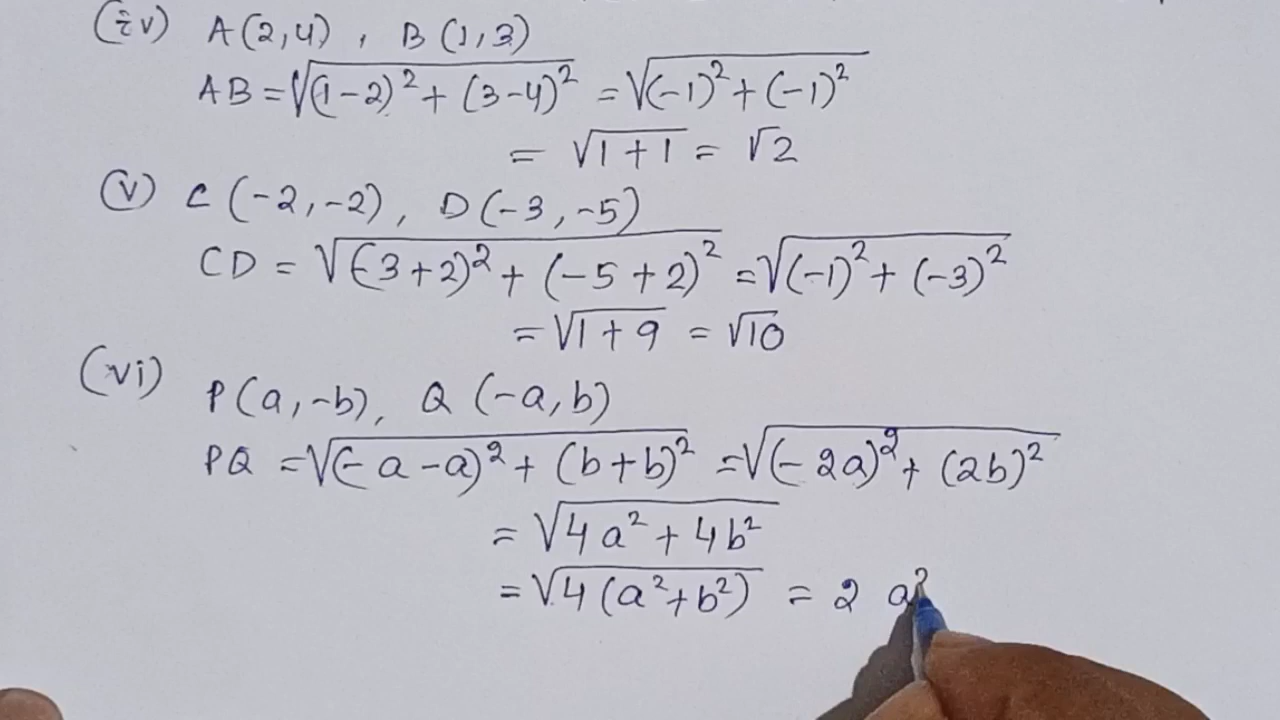 (iv) A(2,4) , B(1,3)
AB = √(1-2)² + (3-4)² = √(-1)² + (-1)²
= √1+1 = √2
(v) C(-2,-2), D(-3,-5)
CD = √(-3+2)² + (-5+2)² = √(-1)² + (-3)²
= √1+9 = √10
(vi) P(a,-b), Q(-a,b)
PQ = √(-a-a)² + (b+b)² = √(-2a)² + (2b)²
= √4a² + 4b²
= √4(a²+b²) = 2 a²